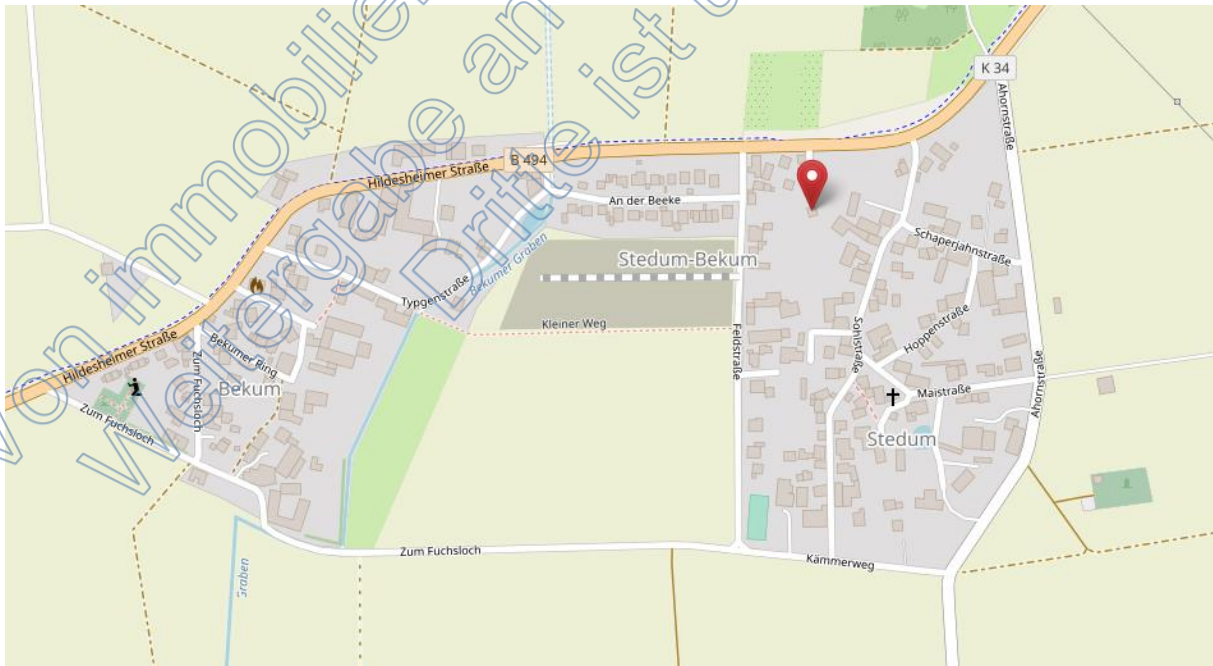 von immobilien
Weitergabe an
Dritte ist u
K 34
Ahornstraße
B 494
Hildesheimer Straße
An der Beeke
Schaperjahnstraße
Stedum-Bekum
Bekumer Graben
Typgenstraße
Kleiner Weg
Feldstraße
Sohlstraße
Hoppenstraße
Hildesheimer Straße
Bekumer Ring
Zum Fuchsloch
Bekum
Maistraße
Ahornstraße
Zum Fuchsloch
Stedum
Zum Fuchsloch
Kämmerweg
Graben